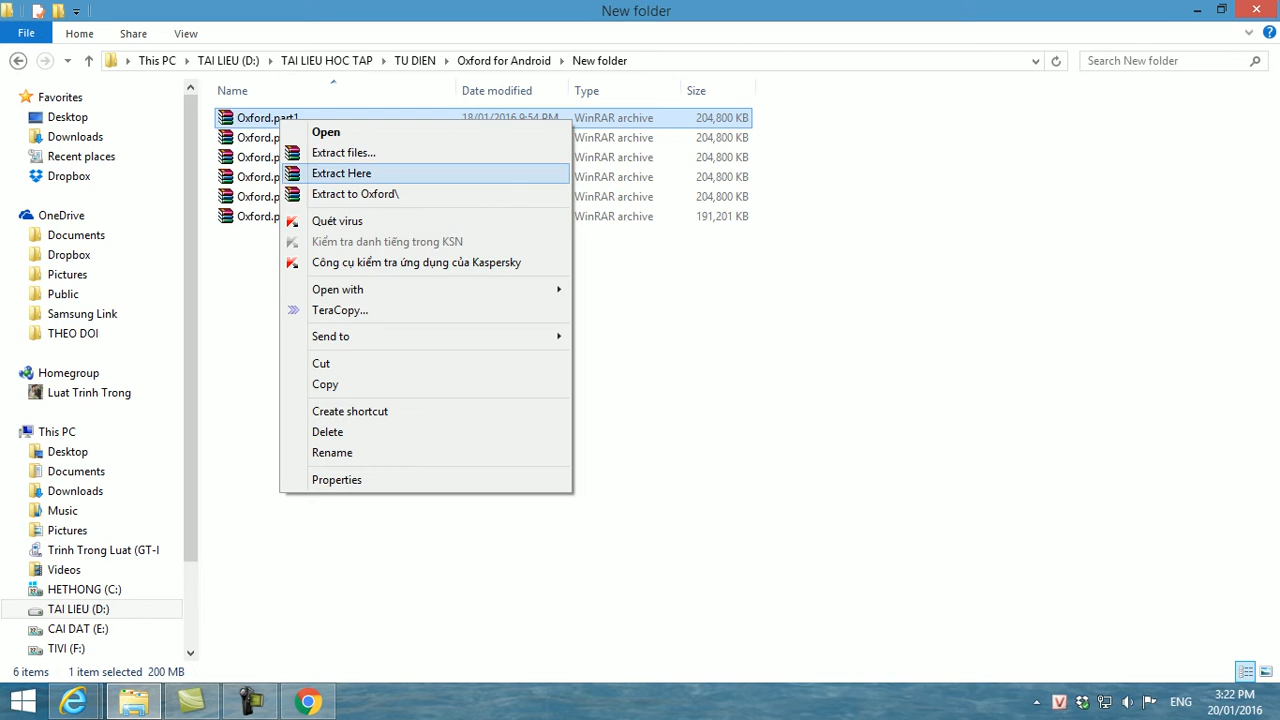 New folder
File Home Share View
This PC TAI LIEU (D:) TAI LIEU HOC TAP TU DIEN Oxford for Android New folder
Search New folder
Name Date modified Type Size
Oxford.part1 18/01/2016 9:54 PM WinRAR archive 204,800 KB
Oxford.p WinRAR archive 204,800 KB
Oxford.p WinRAR archive 204,800 KB
Oxford.p WinRAR archive 204,800 KB
Oxford.p WinRAR archive 204,800 KB
Oxford.p WinRAR archive 191,201 KB
Open
Extract files...
Extract Here
Extract to Oxford\
Quét virus
Kiểm tra danh tiếng trong KSN
Công cụ kiểm tra ứng dụng của Kaspersky
Open with
TeraCopy...
Send to
Cut
Copy
Create shortcut
Delete
Rename
Properties
Favorites
Desktop
Downloads
Recent places
Dropbox
OneDrive
Documents
Dropbox
Pictures
Public
Samsung Link
THEO DOI
Homegroup
Luat Trinh Trong
This PC
Desktop
Documents
Downloads
Music
Pictures
Trinh Trong Luat (GT-I
Videos
HETHONG (C:)
TAI LIEU (D:)
CAI DAT (E:)
TIVI (F:)
6 items 1 item selected 200 MB
ENG
3:22 PM
20/01/2016